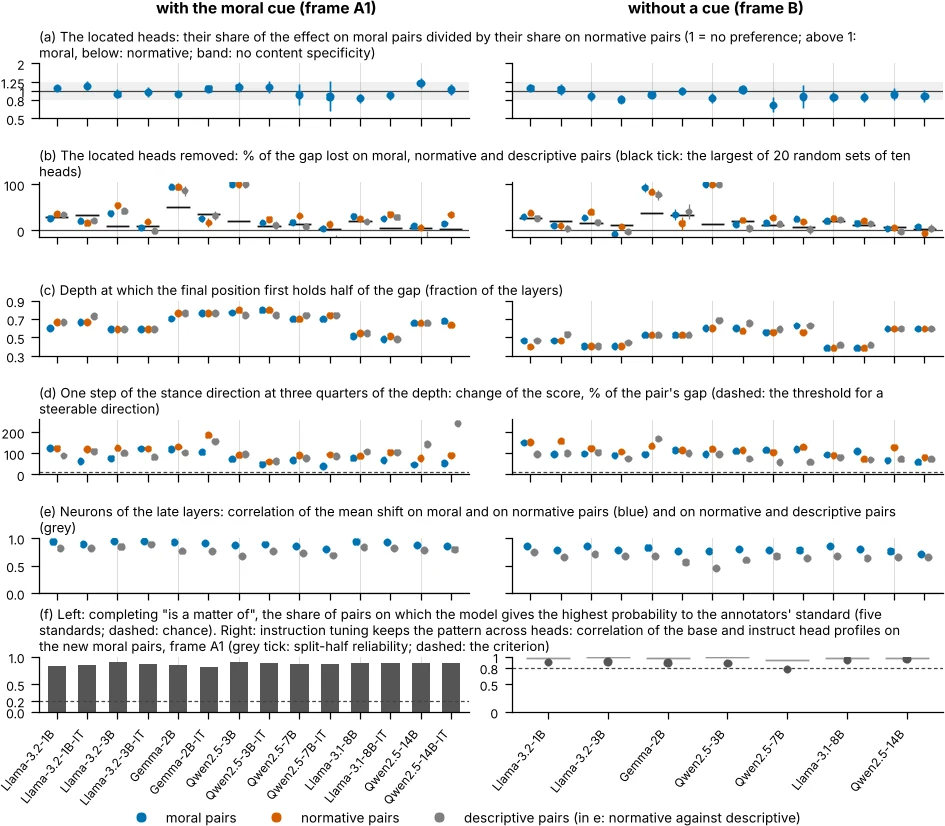 with the moral cue (frame A1)
without a cue (frame B)
(a) The located heads: their share of the effect on moral pairs divided by their share on normative pairs (1 = no preference; above 1:
moral, below: normative; band: no content specificity)
2
1.25
1
0.8
0.5
(b) The located heads removed: % of the gap lost on moral, normative and descriptive pairs (black tick: the largest of 20 random sets of ten
heads)
100
0
(c) Depth at which the final position first holds half of the gap (fraction of the layers)
0.9
0.7
0.5
0.3
(d) One step of the stance direction at three quarters of the depth: change of the score, % of the pair's gap (dashed: the threshold for a
steerable direction)
200
100
0
(e) Neurons of the late layers: correlation of the mean shift on moral and on normative pairs (blue) and on normative and descriptive pairs
(grey)
1.0
0.5
0.0
(f) Left: completing "is a matter of", the share of pairs on which the model gives the highest probability to the annotators' standard (five
standards; dashed: chance). Right: instruction tuning keeps the pattern across heads: correlation of the base and instruct head profiles on
the new moral pairs, frame A1 (grey tick: split-half reliability; dashed: the criterion)
1.0
0.5
0.2
0.0
1
0.8
0.5
0
Llama-3.2-1B
Llama-3.2-1B-IT
Llama-3.2-3B
Llama-3.2-3B-IT
Gemma-2B
Gemma-2B-IT
Qwen2.5-3B
Qwen2.5-3B-IT
Qwen2.5-7B
Qwen2.5-7B-IT
Llama-3.1-8B
Llama-3.1-8B-IT
Qwen2.5-14B
Qwen2.5-14B-IT
Llama-3.2-1B
Llama-3.2-3B
Gemma-2B
Qwen2.5-3B
Qwen2.5-7B
Llama-3.1-8B
Qwen2.5-14B
moral pairs
normative pairs
descriptive pairs (in e: normative against descriptive)